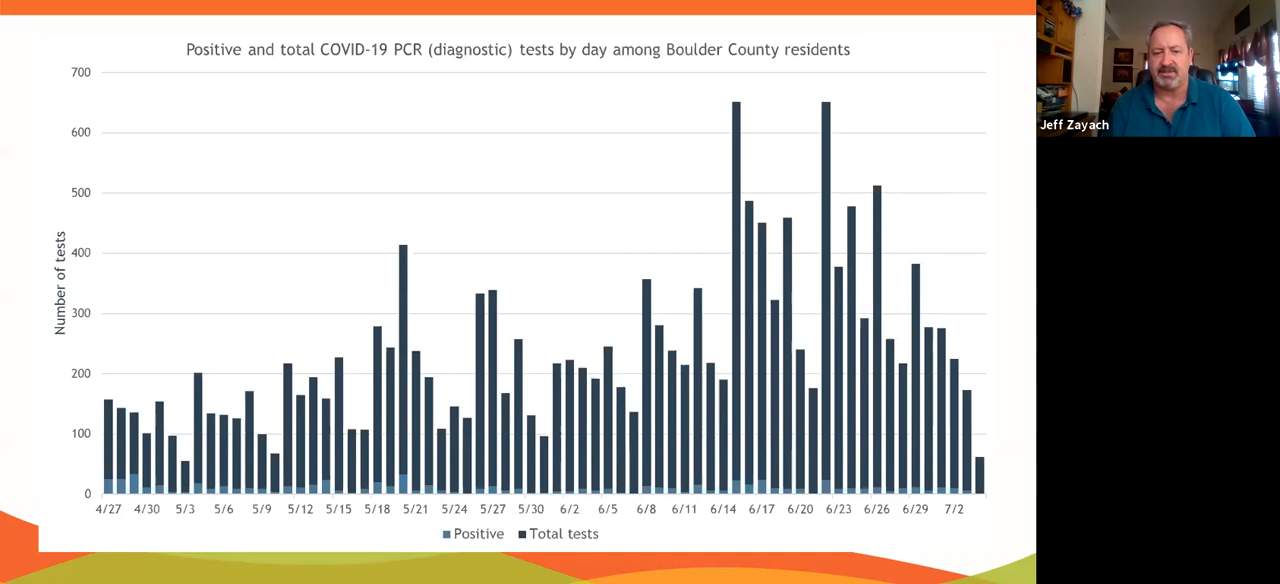 Positive and total COVID-19 PCR (diagnostic) tests by day among Boulder County residents
700
600
500
400
300
200
100
0
Number of tests
4/27 4/30 5/3 5/6 5/9 5/12 5/15 5/18 5/21 5/24 5/27 5/30 6/2 6/5 6/8 6/11 6/14 6/17 6/20 6/23 6/26 6/29 7/2
Positive Total tests
Jeff Zayach